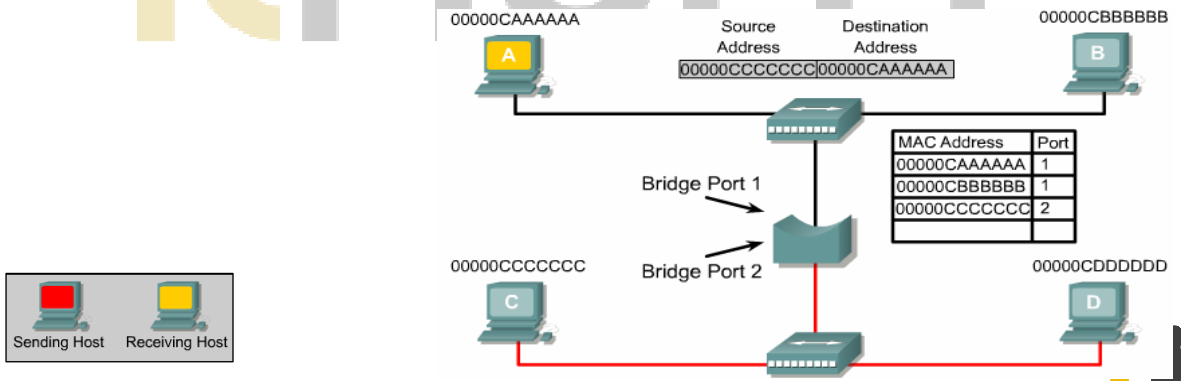 00000CAAAAAA
00000CBBBBBB
Source
Address
Destination
Address
00000CCCCCCC 00000CAAAAAA
A
B
MAC Address Port
00000CAAAAAA 1
00000CBBBBBB 1
00000CCCCCCC 2
Bridge Port 1
Bridge Port 2
00000CCCCCCC
00000CDDDDDD
C
D
Sending Host Receiving Host